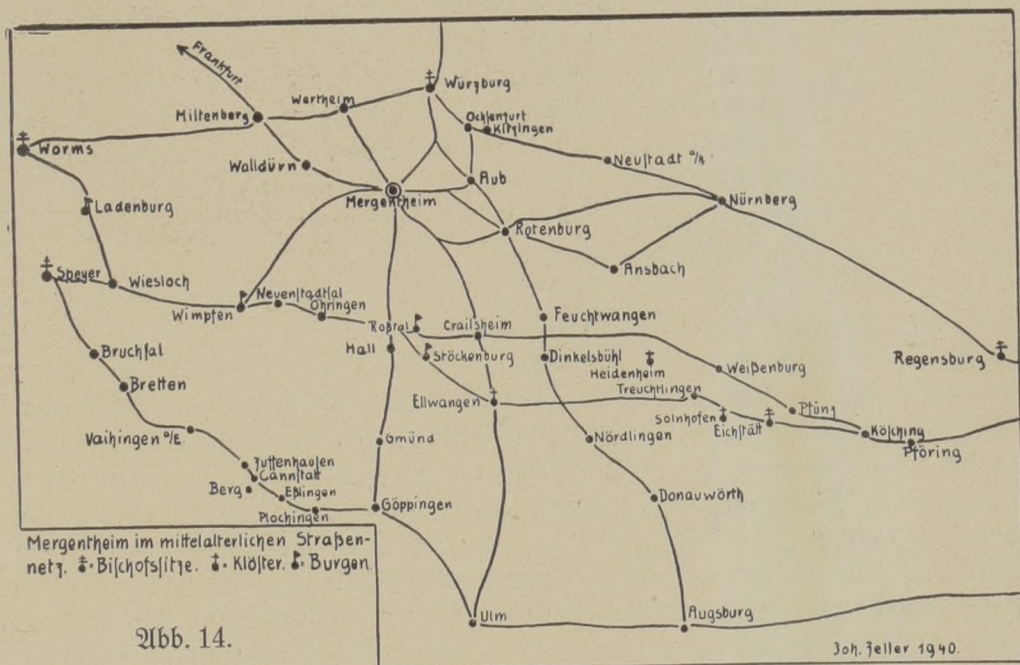 Frankfurt
Wertheim
Würzburg
Miltenberg
Ochsenfurt
Kitzingen
Worms
Walldürn
Neustadt a/A
Aub
Mergentheim
Nürnberg
Ladenburg
Rotenburg
Ansbach
Speyer
Wiesloch
Wimpfen
Neuenstadt
Öhringen
Roßtal
Crailsheim
Feuchtwangen
Hall
Stöckenburg
Dinkelsbühl
Heidenheim
Regensburg
Bruchsal
Weißenburg
Bretten
Treuchtlingen
Ellwangen
Solnhofen
Pfünz
Eichstätt
Kösching
Pföring
Vaihingen a/E.
Gmünd
Nördlingen
Zuffenhausen
Cannstatt
Berg
Eßlingen
Donauwörth
Plochingen
Göppingen
Mergentheim im mittelalterlichen Straßen-
netz. = Bischofssitze. = Klöster. = Burgen.
Ulm
Augsburg
Abb. 14.
Joh. Zeller 1940.